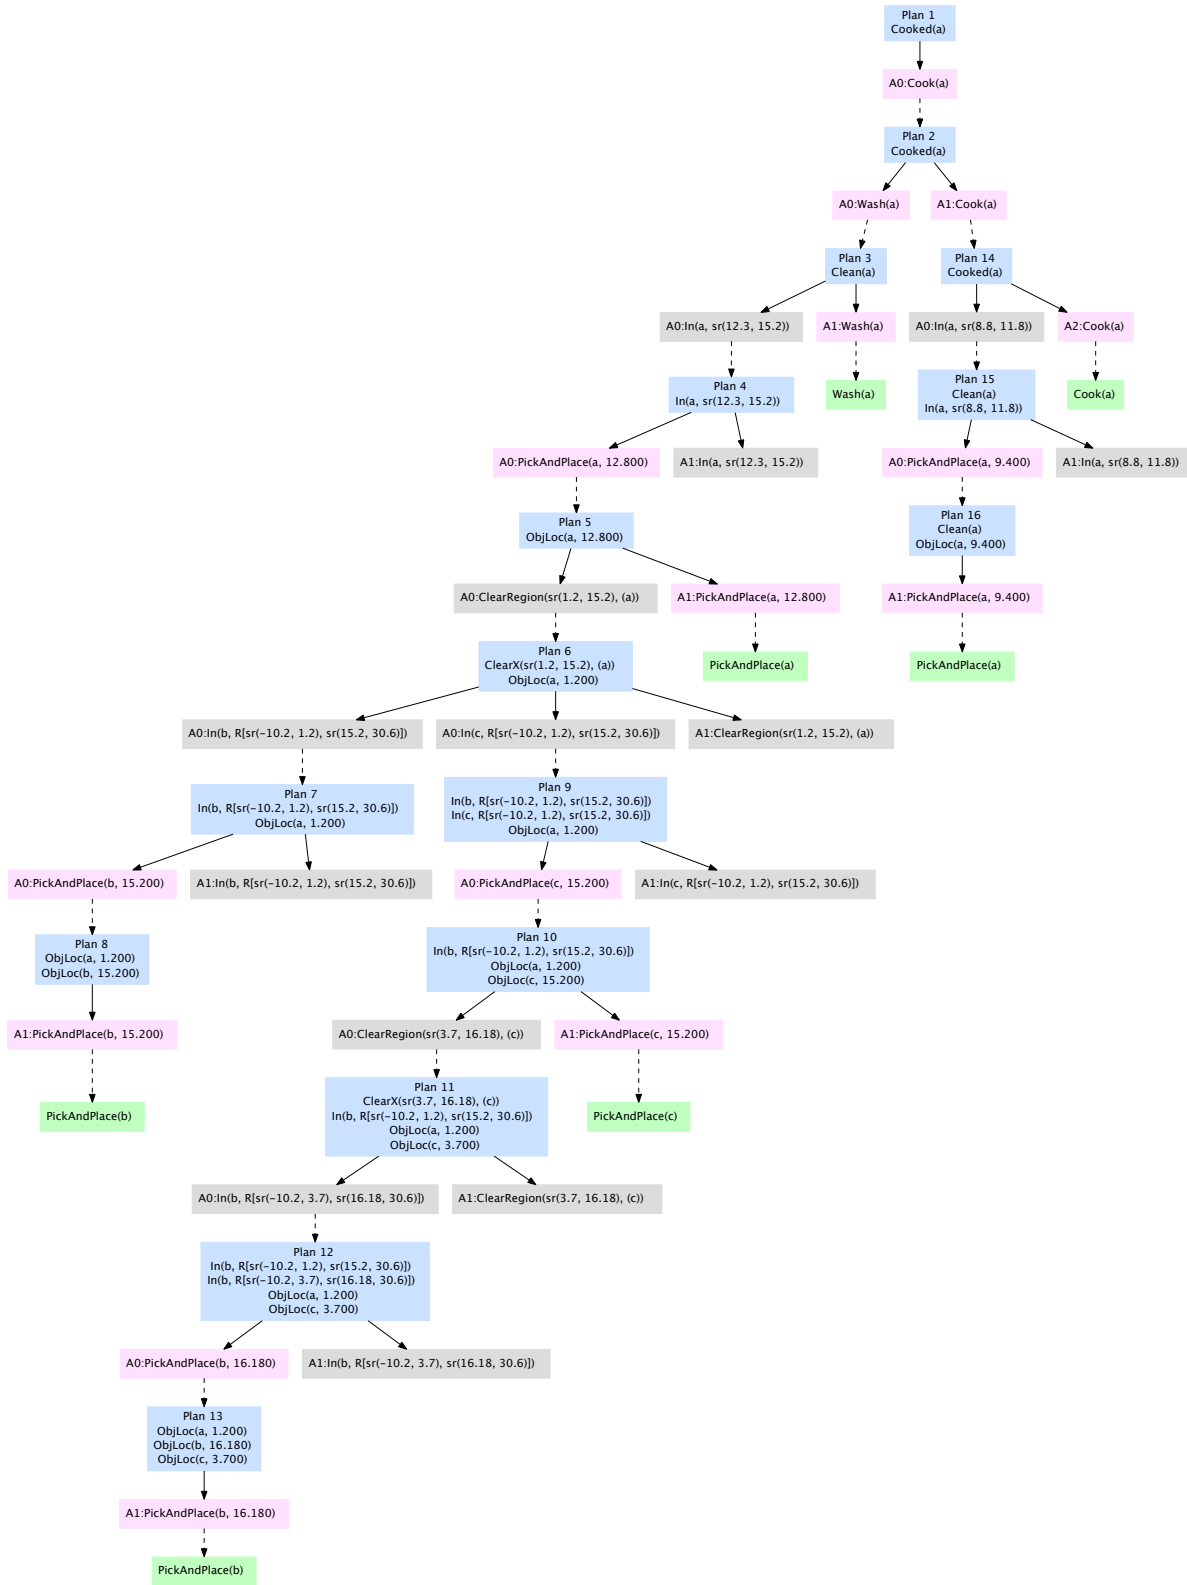 Plan 1
Cooked(a)
A0:Cook(a)
Plan 2
Cooked(a)
A0:Wash(a)
A1:Cook(a)
Plan 3
Clean(a)
Plan 14
Cooked(a)
A0:In(a, sr(12.3, 15.2))
A1:Wash(a)
A0:In(a, sr(8.8, 11.8))
A2:Cook(a)
Plan 4
In(a, sr(12.3, 15.2))
Wash(a)
Plan 15
Clean(a)
In(a, sr(8.8, 11.8))
Cook(a)
A0:PickAndPlace(a, 12.800)
A1:In(a, sr(12.3, 15.2))
A0:PickAndPlace(a, 9.400)
A1:In(a, sr(8.8, 11.8))
Plan 5
ObjLoc(a, 12.800)
Plan 16
Clean(a)
ObjLoc(a, 9.400)
A0:ClearRegion(sr(1.2, 15.2), (a))
A1:PickAndPlace(a, 12.800)
A1:PickAndPlace(a, 9.400)
Plan 6
ClearX(sr(1.2, 15.2), (a))
ObjLoc(a, 1.200)
PickAndPlace(a)
PickAndPlace(a)
A0:In(b, R[sr(-10.2, 1.2), sr(15.2, 30.6)])
A0:In(c, R[sr(-10.2, 1.2), sr(15.2, 30.6)])
A1:ClearRegion(sr(1.2, 15.2), (a))
Plan 7
In(b, R[sr(-10.2, 1.2), sr(15.2, 30.6)])
ObjLoc(a, 1.200)
Plan 9
In(b, R[sr(-10.2, 1.2), sr(15.2, 30.6)])
In(c, R[sr(-10.2, 1.2), sr(15.2, 30.6)])
ObjLoc(a, 1.200)
A0:PickAndPlace(b, 15.200)
A1:In(b, R[sr(-10.2, 1.2), sr(15.2, 30.6)])
A0:PickAndPlace(c, 15.200)
A1:In(c, R[sr(-10.2, 1.2), sr(15.2, 30.6)])
Plan 8
ObjLoc(a, 1.200)
ObjLoc(b, 15.200)
Plan 10
In(b, R[sr(-10.2, 1.2), sr(15.2, 30.6)])
ObjLoc(a, 1.200)
ObjLoc(c, 15.200)
A1:PickAndPlace(b, 15.200)
A0:ClearRegion(sr(3.7, 16.18), (c))
A1:PickAndPlace(c, 15.200)
PickAndPlace(b)
Plan 11
ClearX(sr(3.7, 16.18), (c))
In(b, R[sr(-10.2, 1.2), sr(15.2, 30.6)])
ObjLoc(a, 1.200)
ObjLoc(c, 3.700)
PickAndPlace(c)
A0:In(b, R[sr(-10.2, 3.7), sr(16.18, 30.6)])
A1:ClearRegion(sr(3.7, 16.18), (c))
Plan 12
In(b, R[sr(-10.2, 1.2), sr(15.2, 30.6)])
In(b, R[sr(-10.2, 3.7), sr(16.18, 30.6)])
ObjLoc(a, 1.200)
ObjLoc(c, 3.700)
A0:PickAndPlace(b, 16.180)
A1:In(b, R[sr(-10.2, 3.7), sr(16.18, 30.6)])
Plan 13
ObjLoc(a, 1.200)
ObjLoc(b, 16.180)
ObjLoc(c, 3.700)
A1:PickAndPlace(b, 16.180)
PickAndPlace(b)